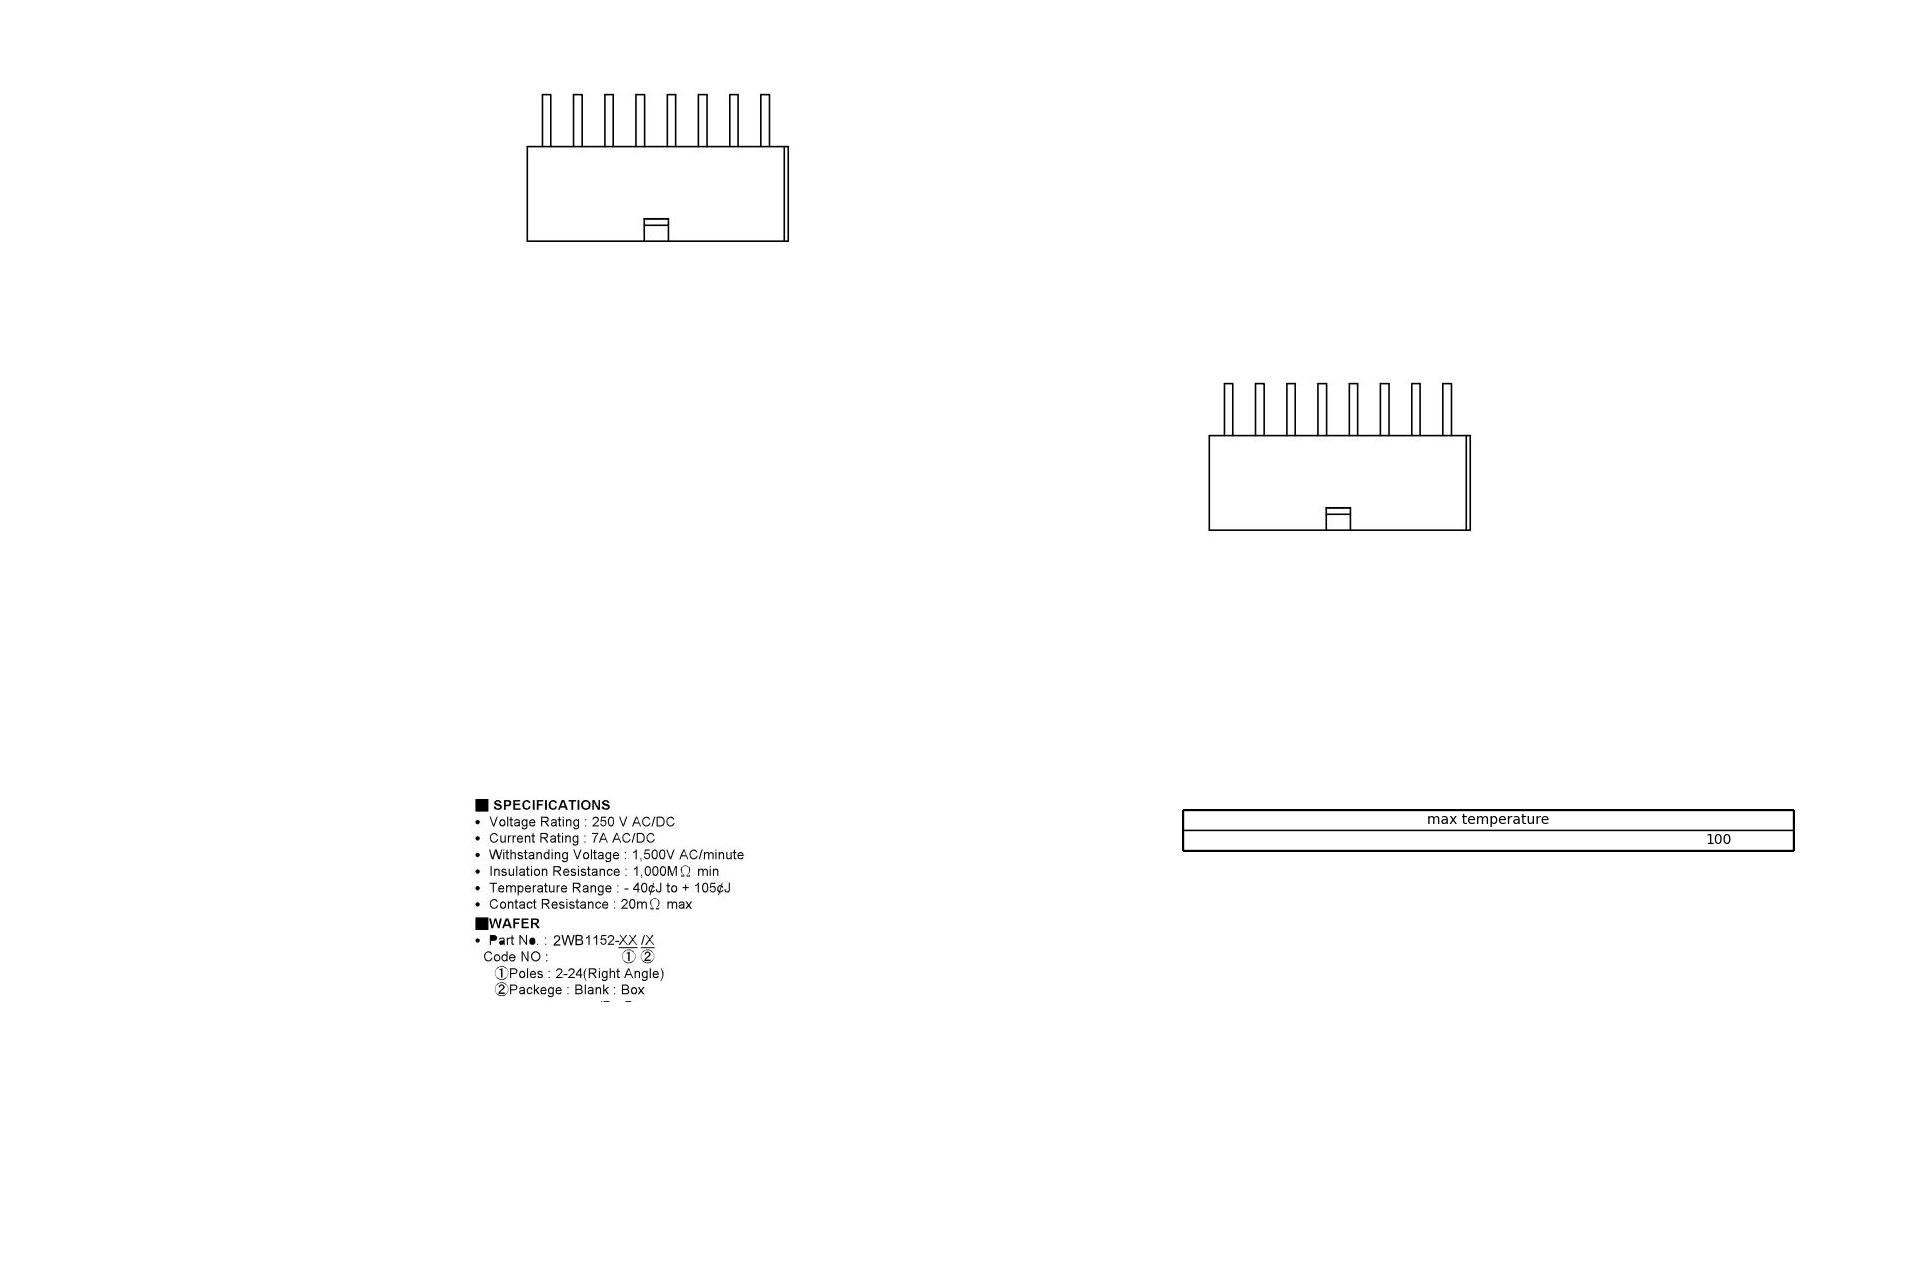 ■ SPECIFICATIONS
• Voltage Rating : 250 V AC/DC
• Current Rating : 7A AC/DC
• Withstanding Voltage : 1,500V AC/minute
• Insulation Resistance : 1,000MΩ min
• Temperature Range : - 40¢J to + 105¢J
• Contact Resistance : 20mΩ max
■WAFER
• Part No. : 2WB1152-XX /X
Code NO : ① ②
①Poles : 2-24(Right Angle)
②Packege : Blank : Box
max temperature
100